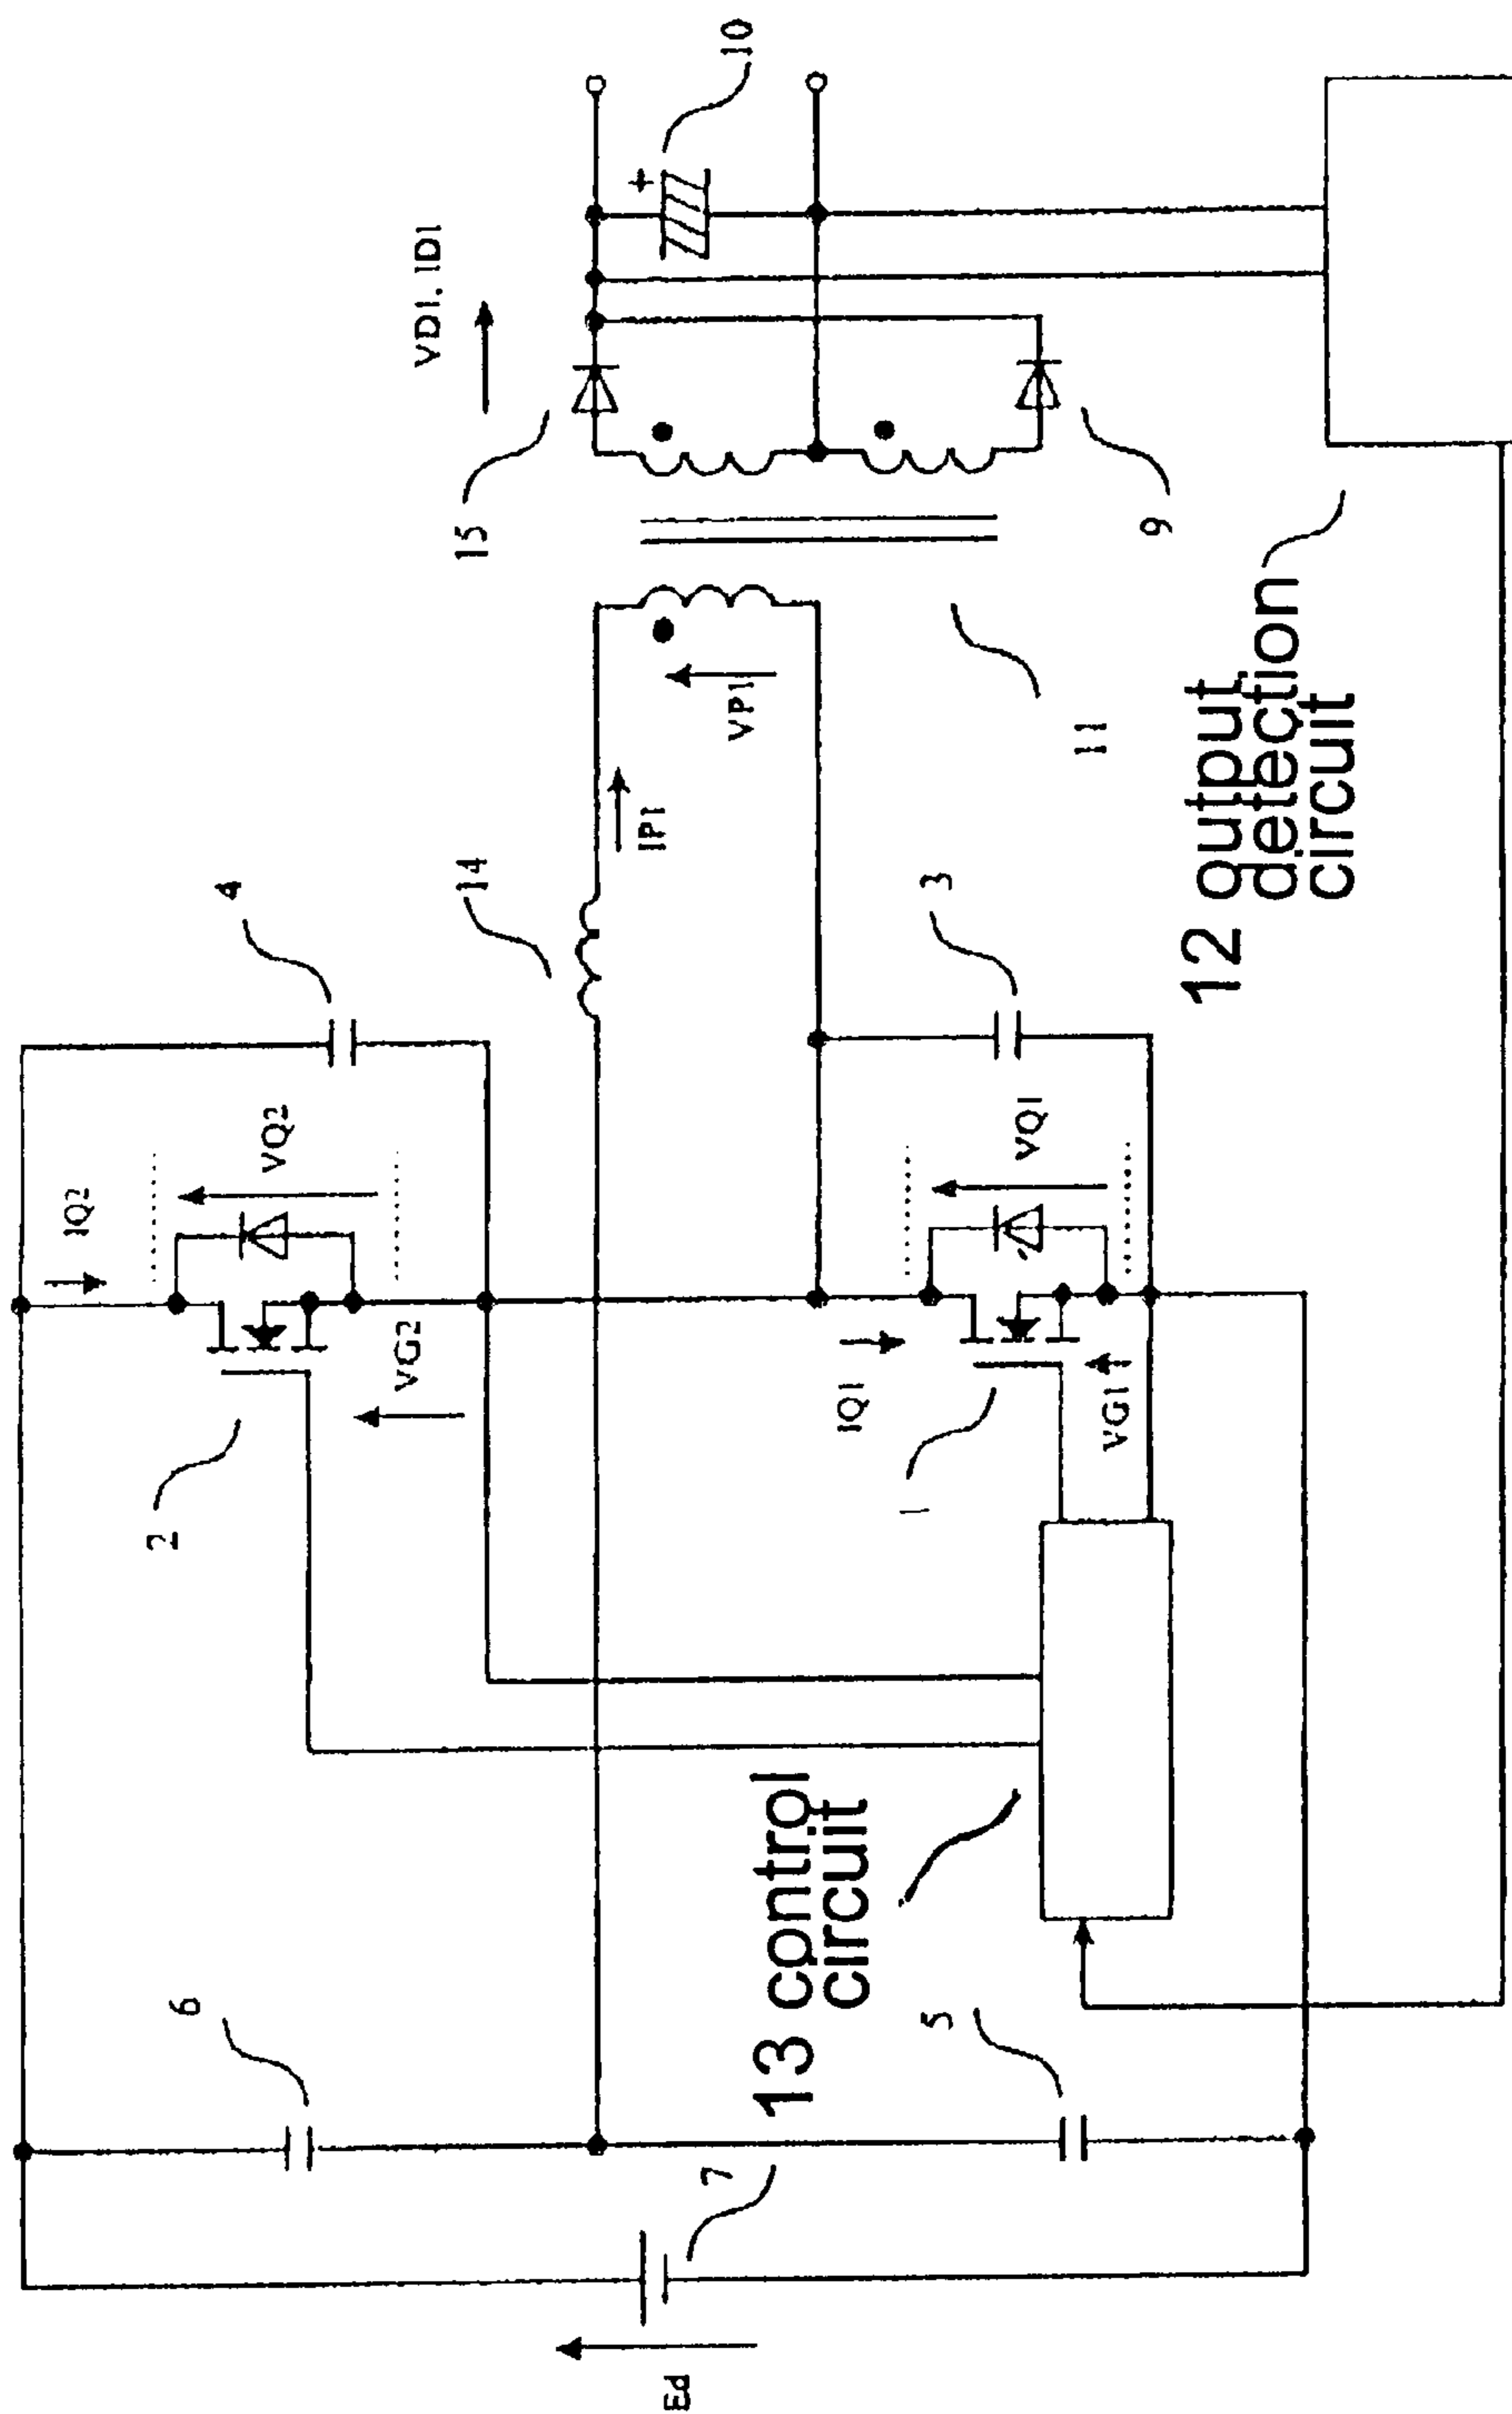 IQ2
4
VQ2
2
VG2
6
14
IP1
VP1
VD1, ID1
15
10
+
13 control
circuit
7
Ed
5
IQ1
1
VG1
VQ1
3
11
9
12 output
detection
circuit